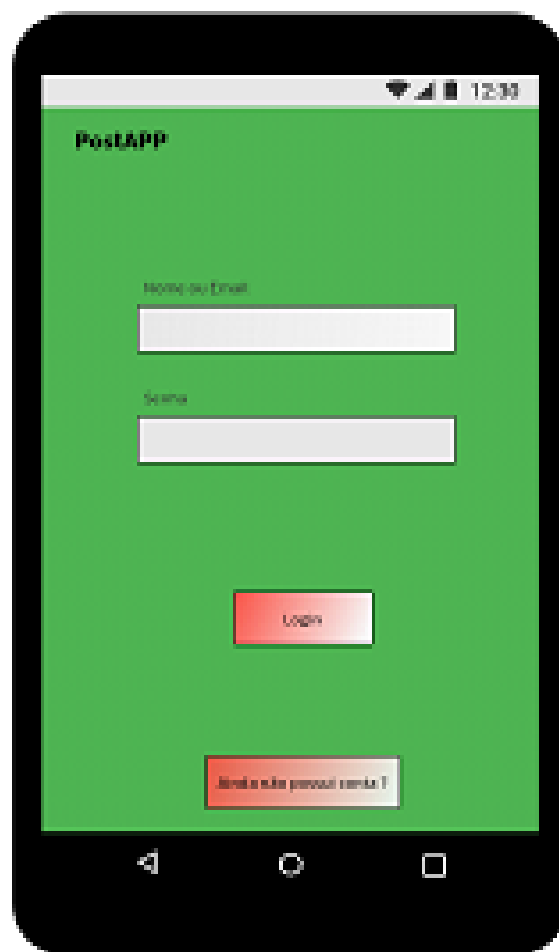 12:30
PostAPP
Nome ou Email
Senha
Login
Ainda não possui conta ?